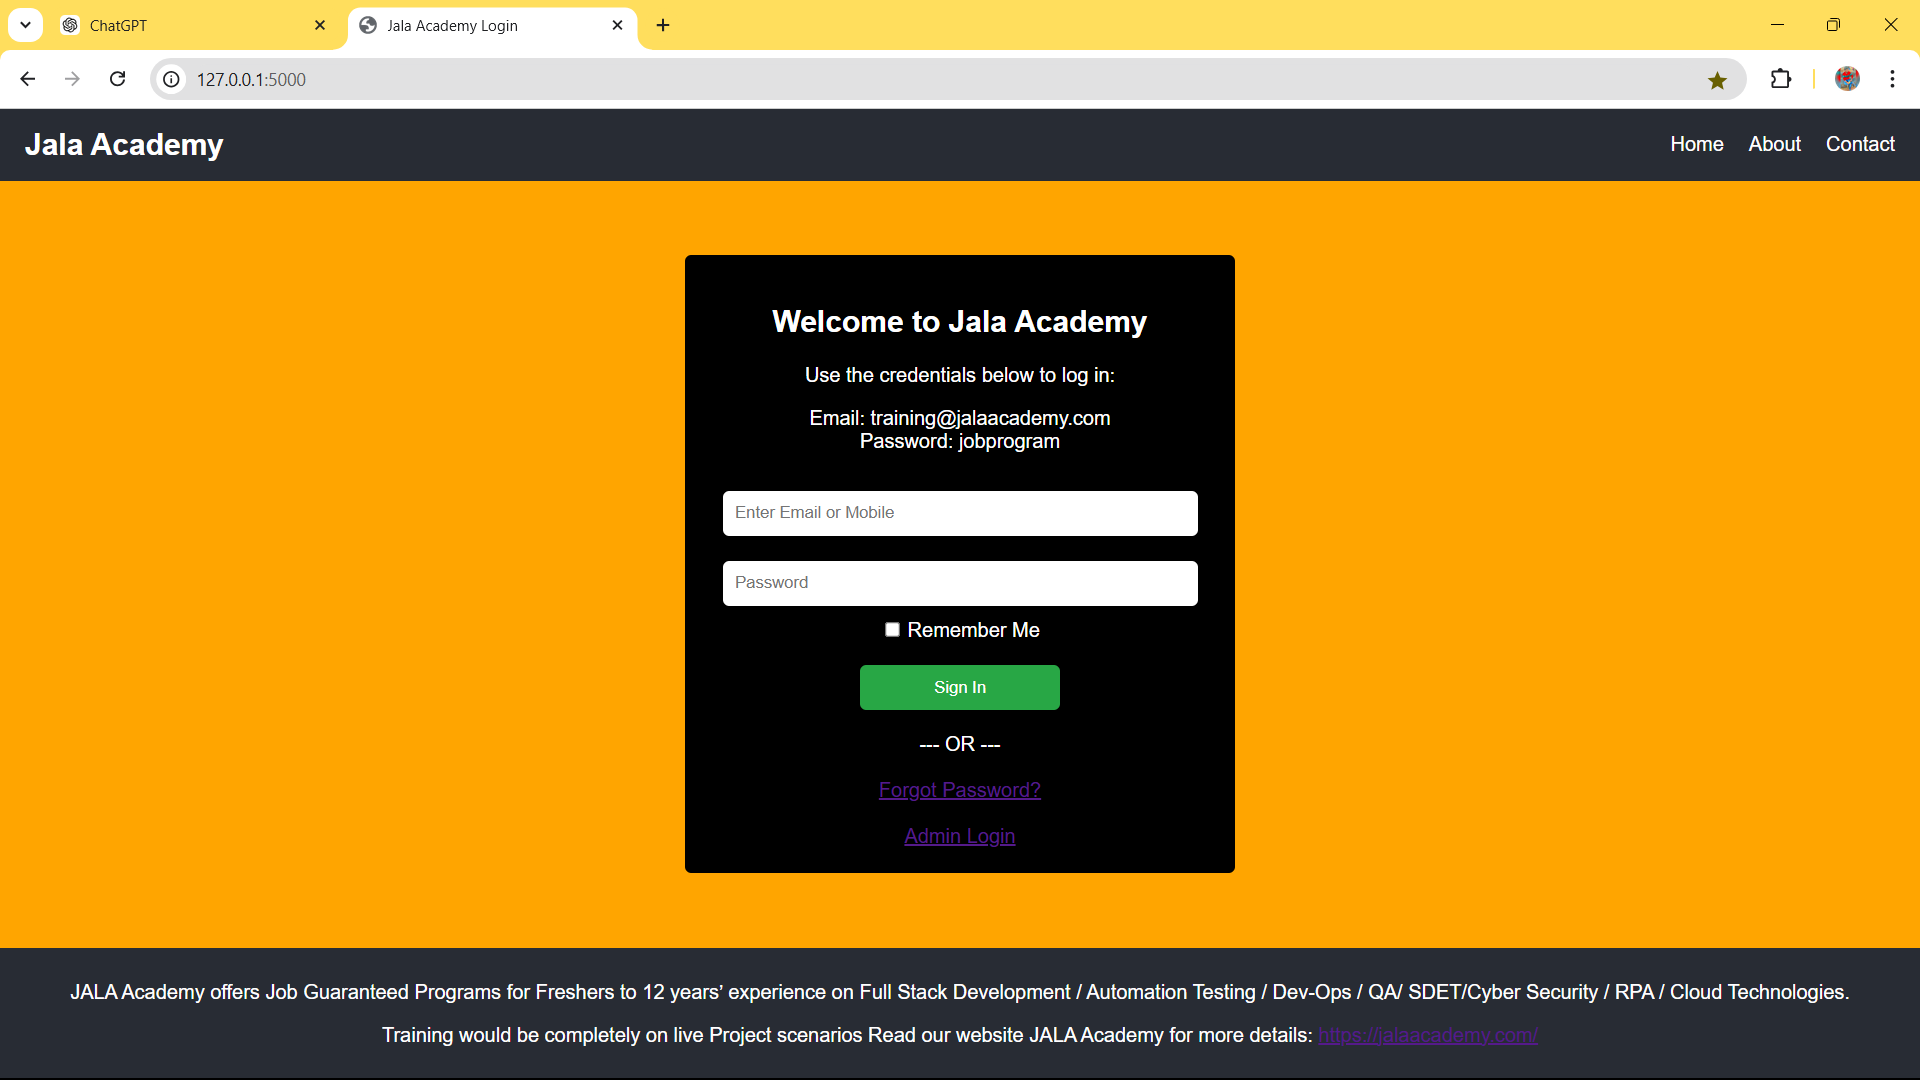 ChatGPT
Jala Academy Login
127.0.0.1:5000
Jala Academy
Home About Contact
Welcome to Jala Academy
Use the credentials below to log in:
Email: training@jalaacademy.com
Password: jobprogram
Enter Email or Mobile
Password
Remember Me
Sign In
--- OR ---
Forgot Password?
Admin Login
JALA Academy offers Job Guaranteed Programs for Freshers to 12 years’ experience on Full Stack Development / Automation Testing / Dev-Ops / QA/ SDET/Cyber Security / RPA / Cloud Technologies.
Training would be completely on live Project scenarios Read our website JALA Academy for more details: https://jalaacademy.com/